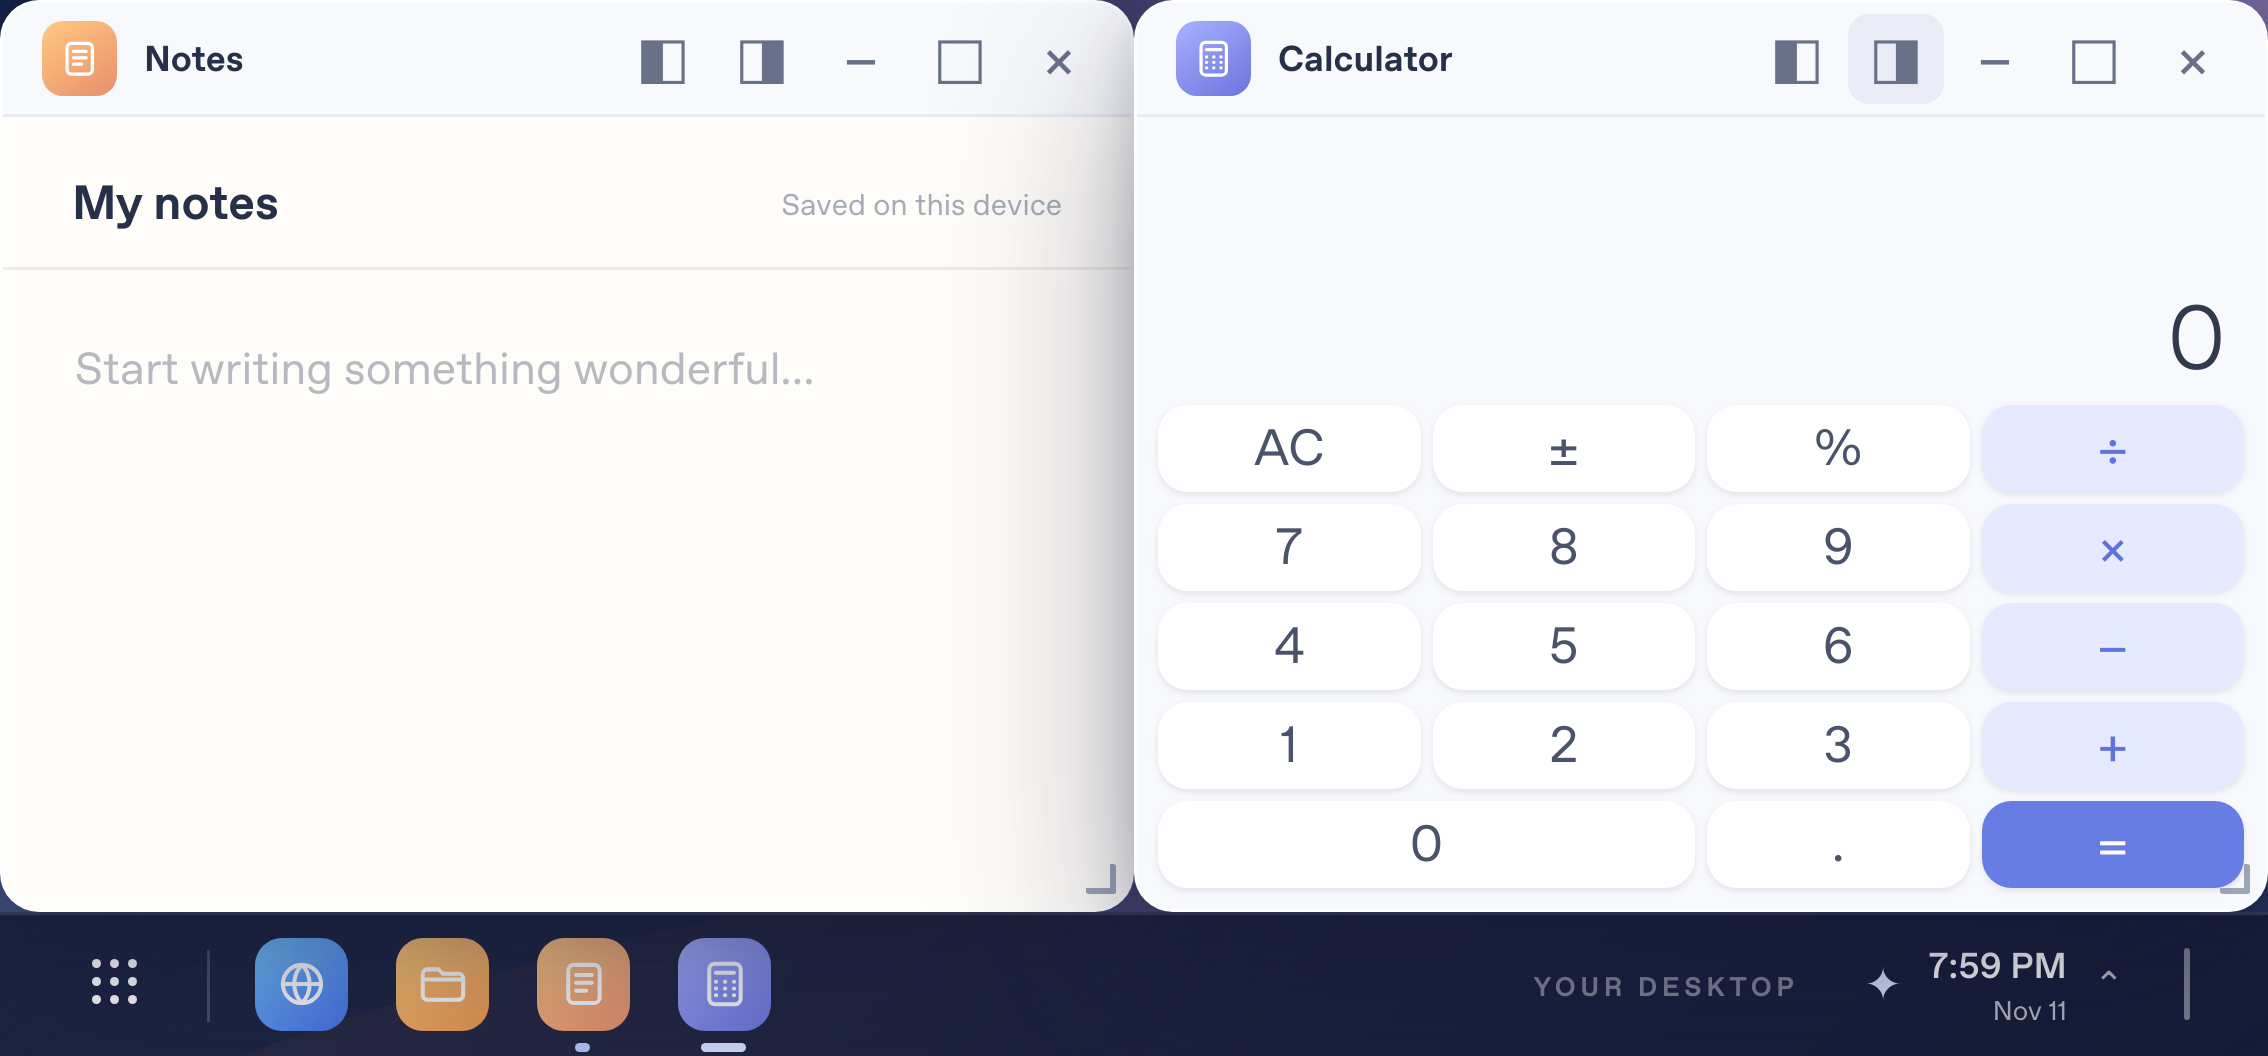 Notes
My notes
Saved on this device
Start writing something wonderful...
Calculator
0
AC ± % ÷
7 8 9 ×
4 5 6 −
1 2 3 +
0 . =
YOUR DESKTOP
7:59 PM
Nov 11